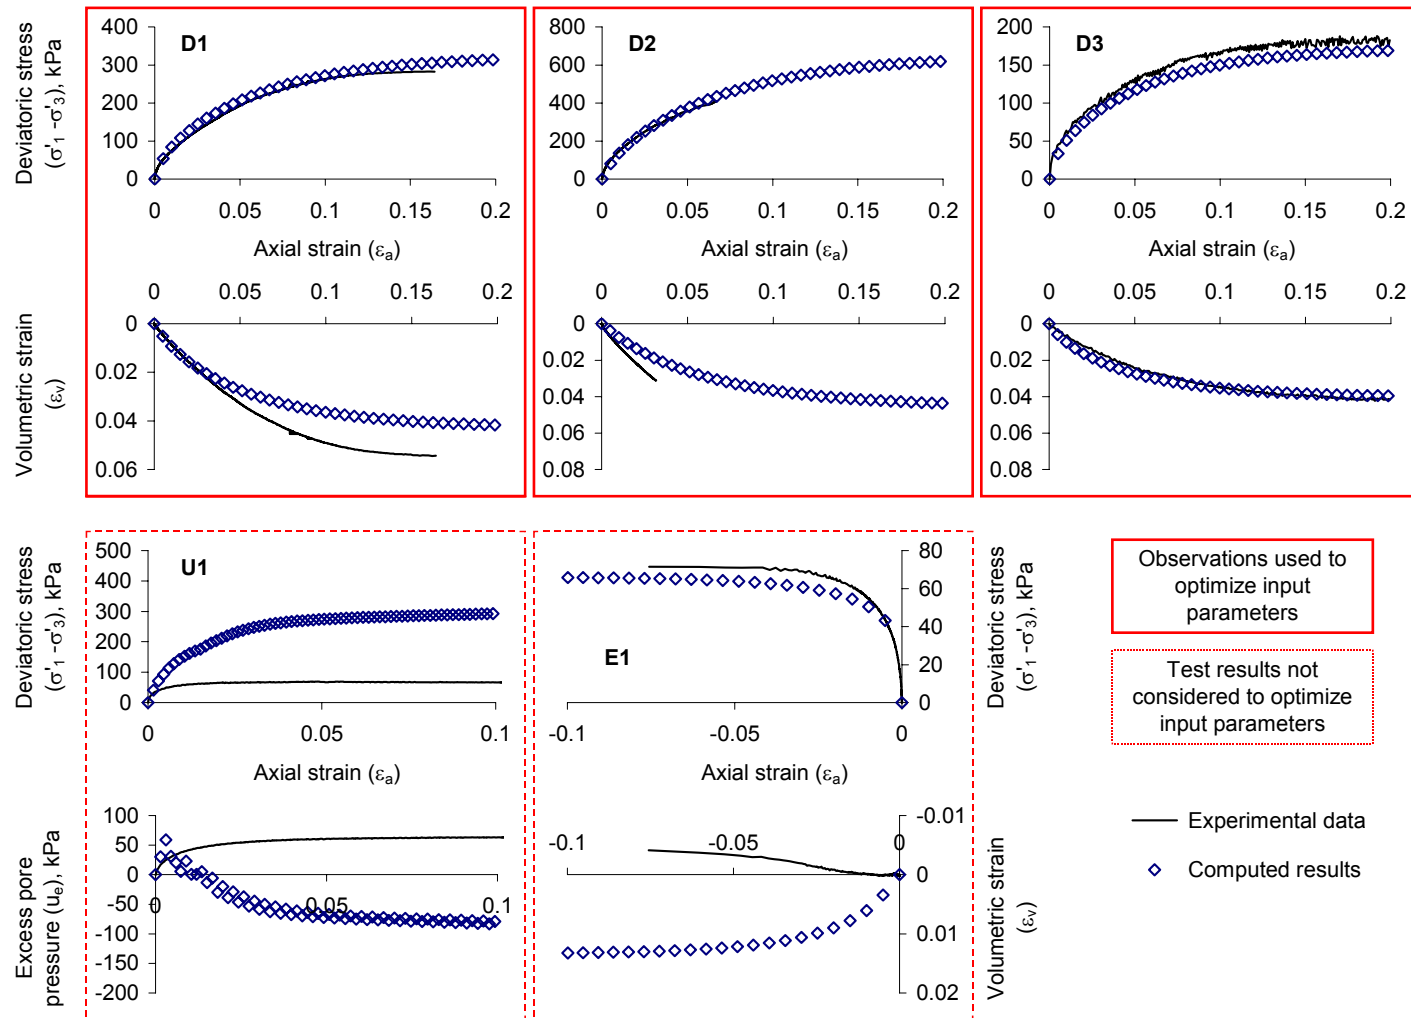 Deviatoric stress
(σ'1 -σ'3), kPa
400
300
200
100
0
D1
0 0.05 0.1 0.15 0.2
Axial strain (εa)
800
600
400
200
0
D2
0 0.05 0.1 0.15 0.2
Axial strain (εa)
200
150
100
50
0
D3
0 0.05 0.1 0.15 0.2
Axial strain (εa)
Volumetric strain
(εv)
0 0.05 0.1 0.15 0.2
0
0.02
0.04
0.06
0 0.05 0.1 0.15 0.2
0
0.02
0.04
0.06
0.08
0 0.05 0.1 0.15 0.2
0
0.02
0.04
0.06
0.08
Deviatoric stress
(σ'1 -σ'3), kPa
500
400
300
200
100
0
U1
0 0.05 0.1
Axial strain (εa)
80
60
40
20
0
E1
-0.1 -0.05 0
Axial strain (εa)
Deviatoric stress
(σ'1 -σ'3), kPa
Observations used to
optimize input
parameters
Test results not
considered to optimize
input parameters
Excess pore
pressure (ue), kPa
100
50
0
-50
-100
-150
-200
0 0.05 0.1
-0.1 -0.05 0
-0.01
0
0.01
0.02
Volumetric strain
(εv)
Experimental data
Computed results